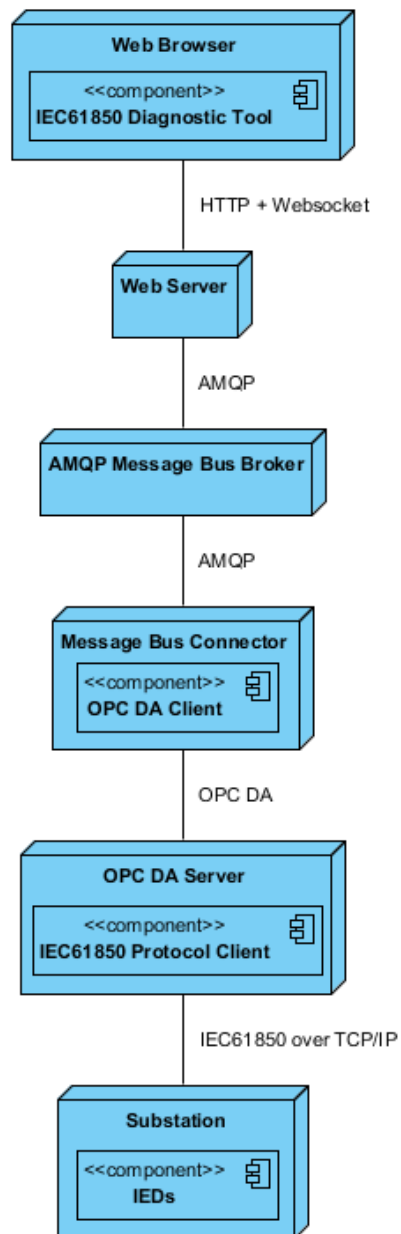 Web Browser
<<component>>
IEC61850 Diagnostic Tool
HTTP + Websocket
Web Server
AMQP
AMQP Message Bus Broker
AMQP
Message Bus Connector
<<component>>
OPC DA Client
OPC DA
OPC DA Server
<<component>>
IEC61850 Protocol Client
IEC61850 over TCP/IP
Substation
<<component>>
IEDs